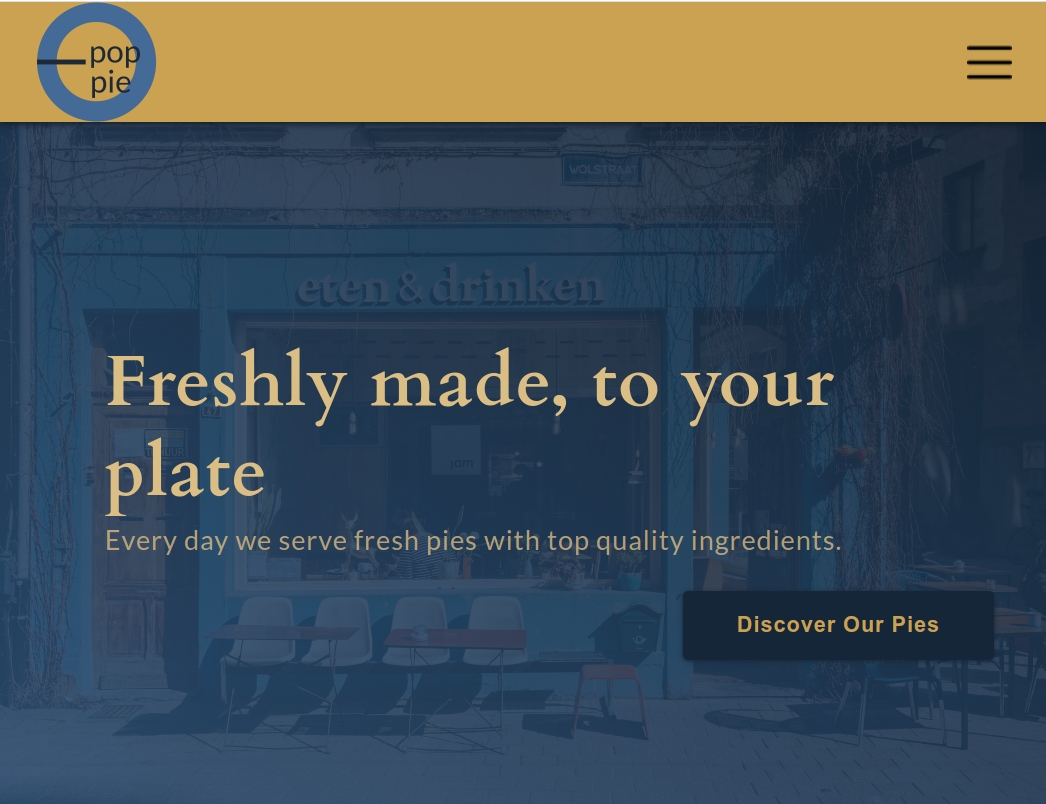 pop
pie
WOLSTRAAT
eten & drinken
Freshly made, to your
plate
Every day we serve fresh pies with top quality ingredients.
Discover Our Pies